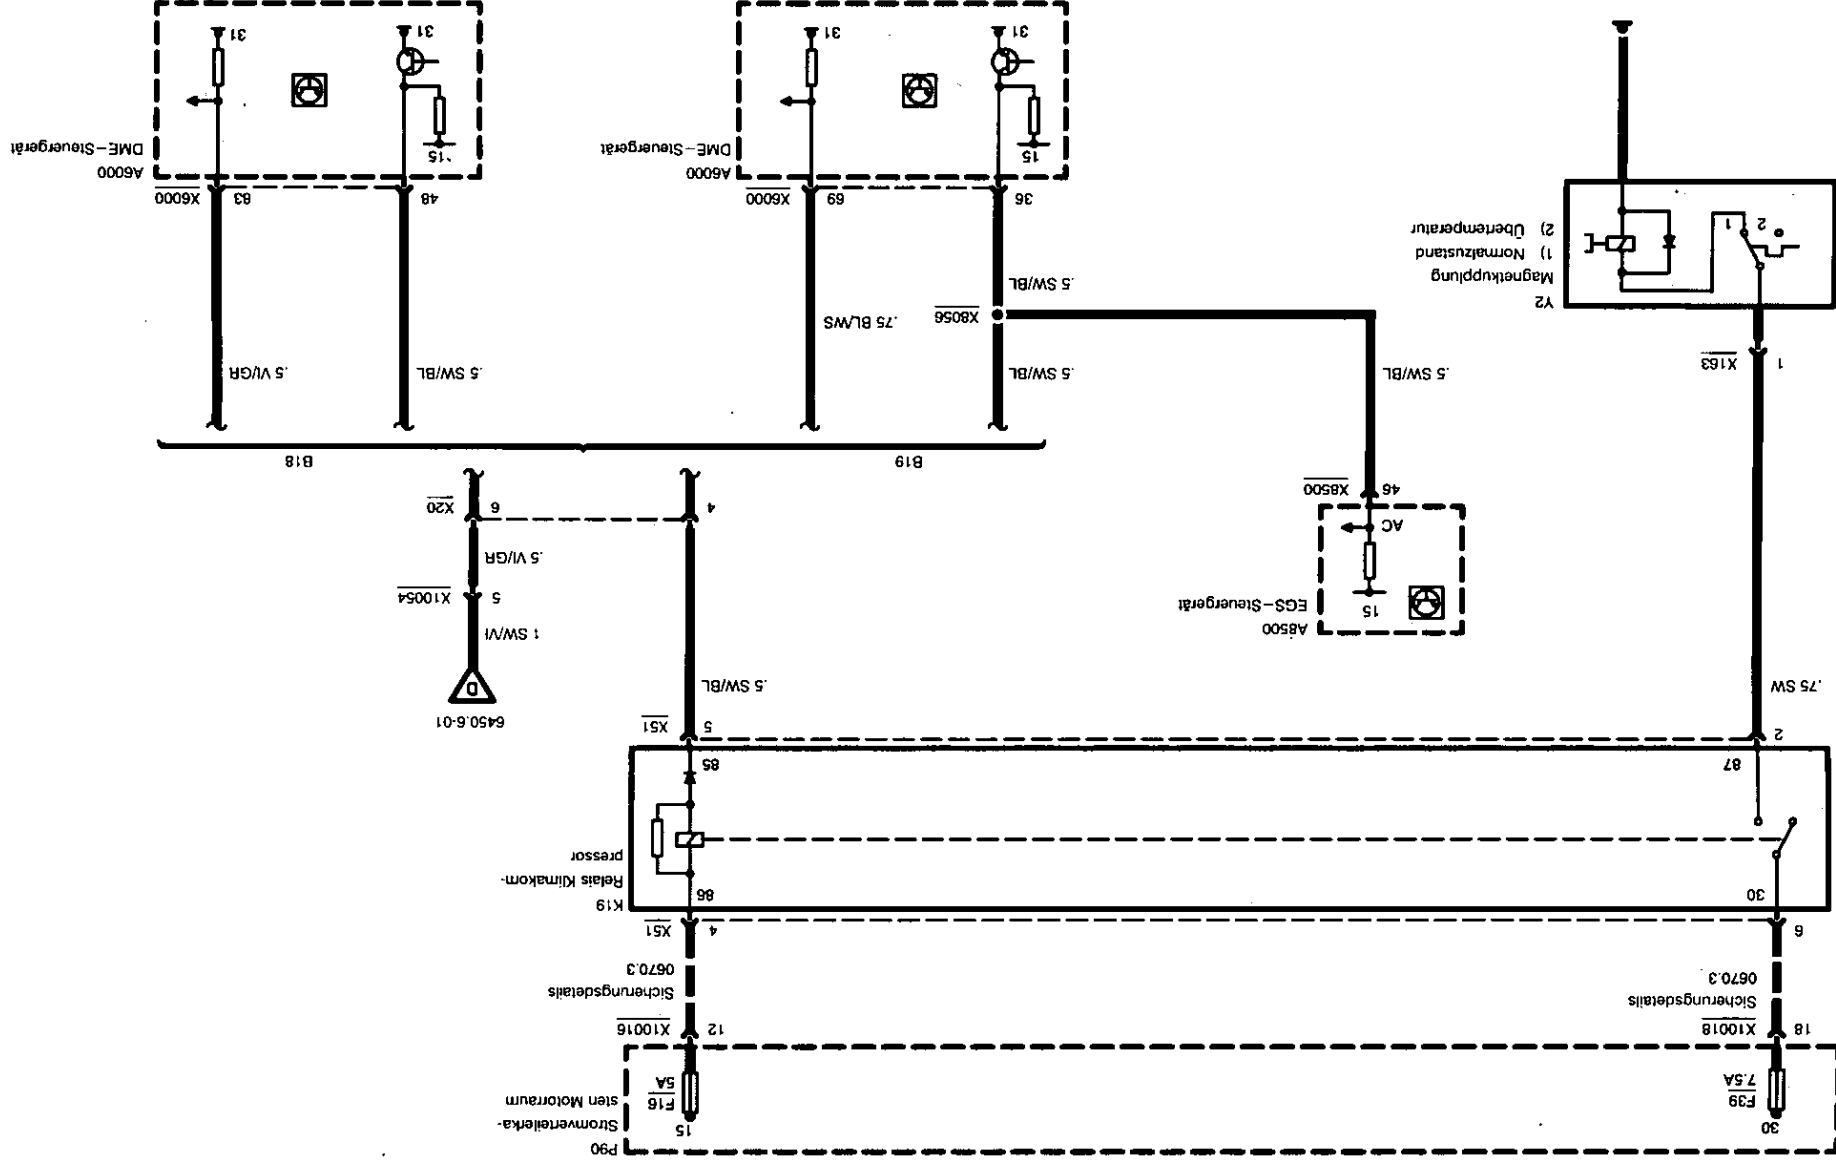 P90
Stromverteilerka-
sten Motorraum
30
F39
7.5A
15
F16
5A
18
X10018
12
X10016
Sicherungsdetails
0670.3
Sicherungsdetails
0670.3
6
4
X51
K19
Relais Klimakom-
pressor
30
86
87
85
2
5
X51
.75 SW
.5 SW/BL
6450.6-01
D
1 SW/VI
5
X10054
.5 VI/GR
A8500
EGS-Steuergerät
15
AC
46
X8500
4
6
X20
B19
B18
1
X163
.5 SW/BL
.5 SW/BL
.75 BL/WS
.5 SW/BL
.5 VI/GR
X8056
.5 SW/BL
Y2
Magnetkupplung
1) Normalzustand
2) Übertemperatur
2
1
36
69
X6000
48
83
X6000
A6000
DME-Steuergerät
A6000
DME-Steuergerät
15
31
31
15
31
31